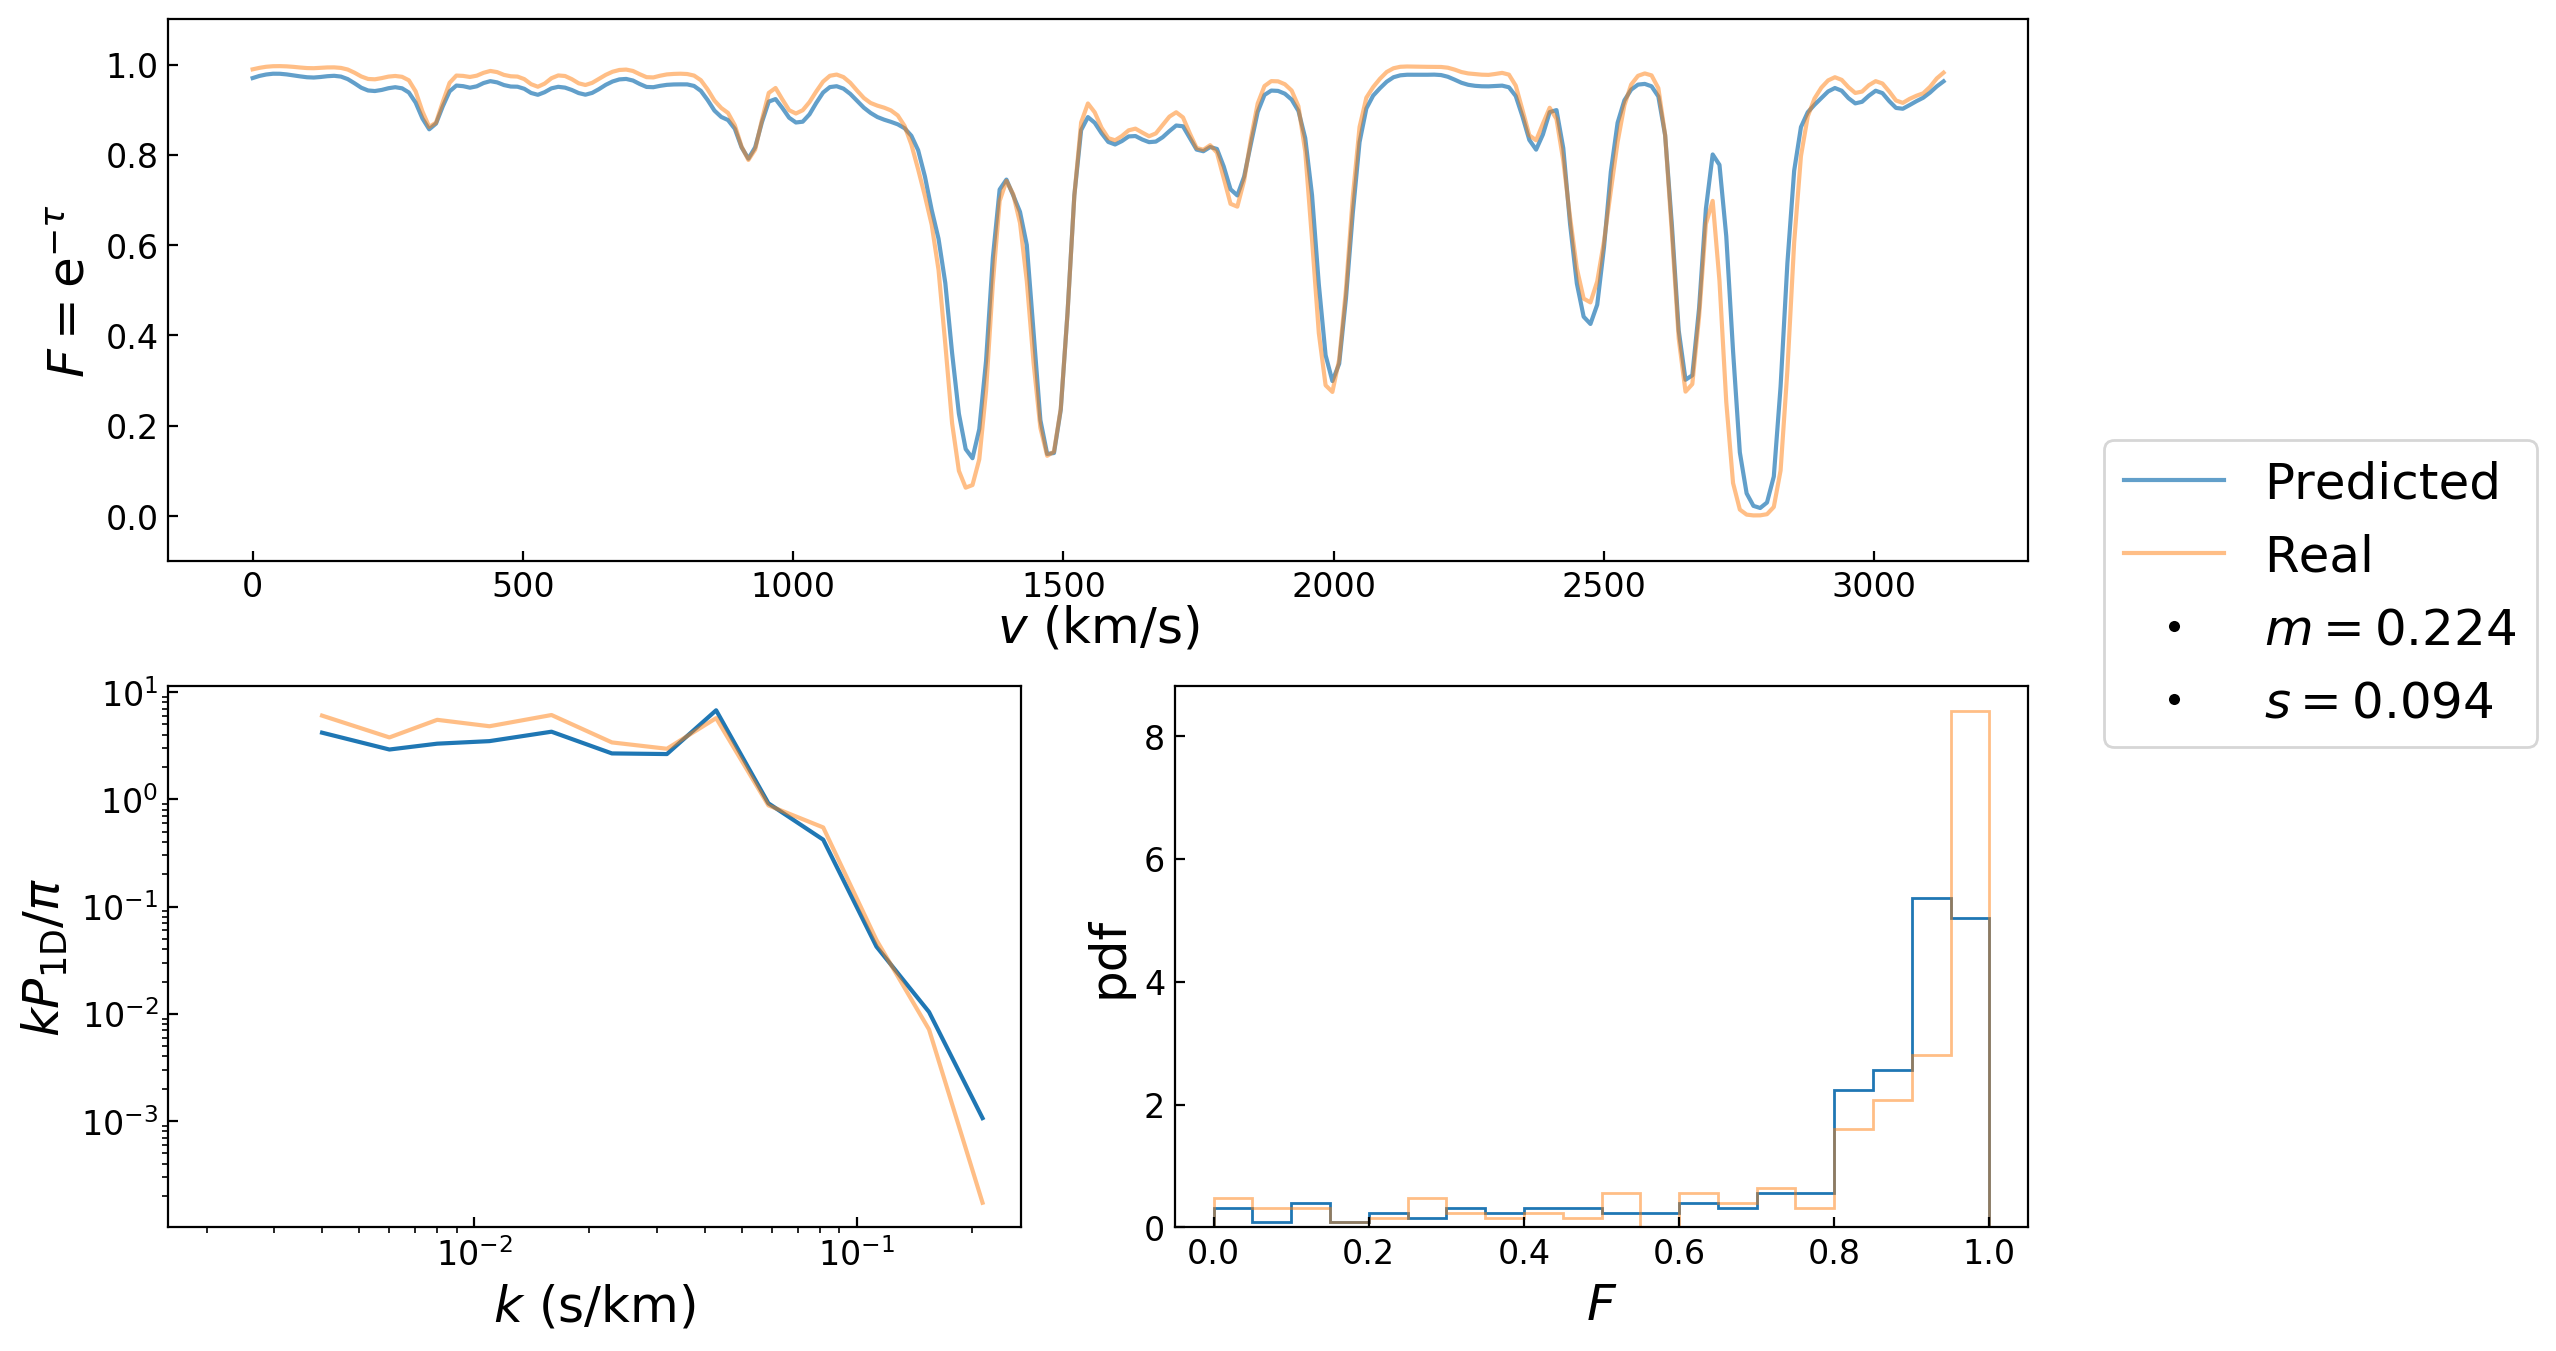 F = e^{−τ}
1.0
0.8
0.6
0.4
0.2
0.0
0 500 1000 1500 2000 2500 3000
v (km/s)
Predicted
Real
m = 0.224
s = 0.094
kP_{1D}/π
10^1
10^0
10^{−1}
10^{−2}
10^{−3}
10^{−2} 10^{−1}
k (s/km)
pdf
8
6
4
2
0
0.0 0.2 0.4 0.6 0.8 1.0
F